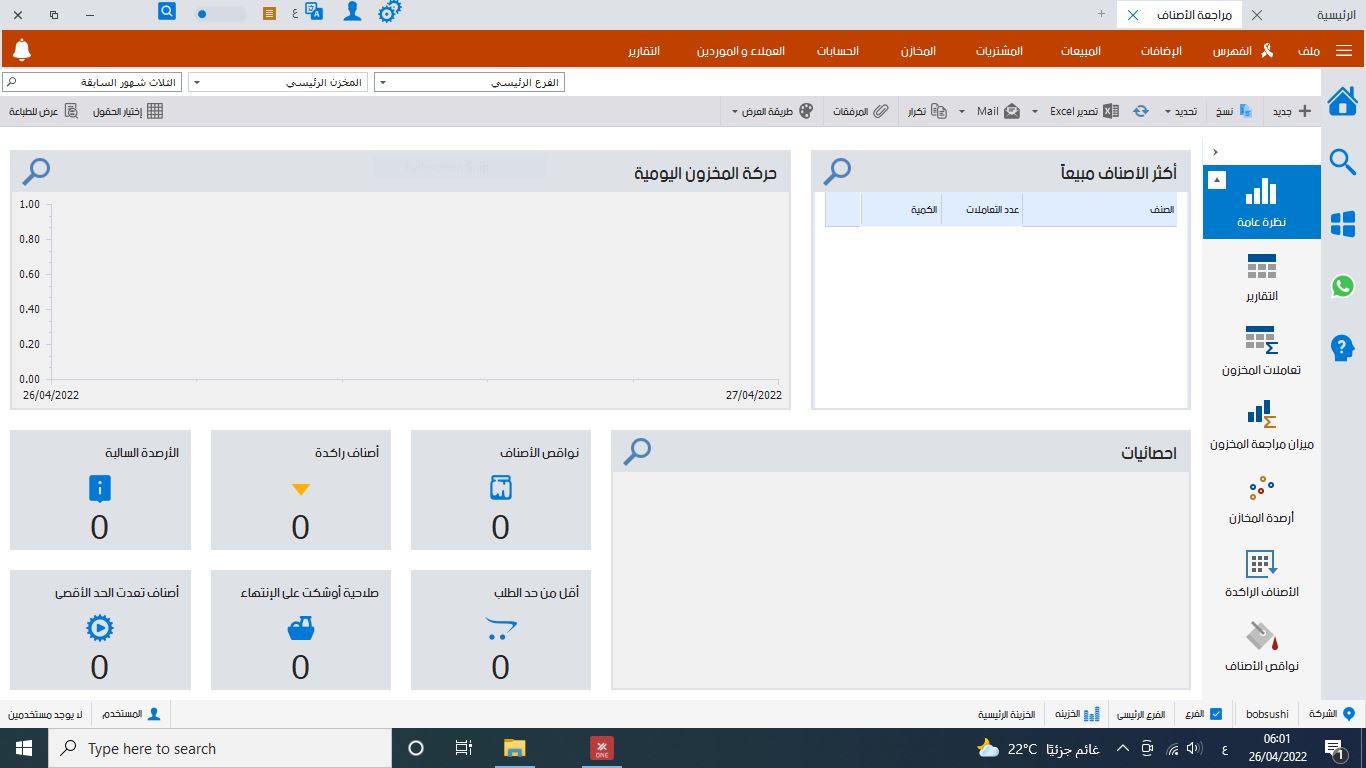 الرئيسية
مراجعة الأصناف
ع
ملف
الفهرس
الإضافات
المبيعات
المشتريات
المخازن
الحسابات
العملاء و الموردين
التقارير
الفرع الرئيسي
المخزن الرئيسي
الثلاث شهور السابقة
جديد
نسخ
تحديد
تصدير Excel
Mail
تكرار
المرفقات
طريقة العرض
إختيار الحقول
عرض للطباعة
نظرة عامة
التقارير
تعاملات المخزون
ميزان مراجعة المخزون
أرصدة المخازن
الأصناف الراكدة
نواقص الأصناف
أكثر الأصناف مبيعاً
الصنف
عدد التعاملات
الكمية
حركة المخزون اليومية
1.00
0.80
0.60
0.40
0.20
0.00
26/04/2022
27/04/2022
احصائيات
نواقص الأصناف
0
أصناف راكدة
0
الأرصدة السالبة
0
أقل من حد الطلب
0
صلاحية أوشكت على الإنتهاء
0
أصناف تعدت الحد الأقصى
0
الشركة
bobsushi
الفرع
الفرع الرئيسي
الخزينه
الخزينة الرئيسية
المستخدم
لا يوجد مستخدمين
Type here to search
ONE
22°C غائم جزئيًا
ع
06:01
26/04/2022
1